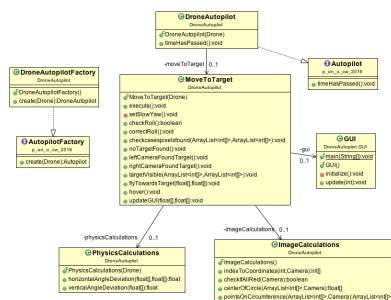 DroneAutopilot
DroneAutopilot
DroneAutopilot(Drone)
timeHasPassed():void
-moveToTarget 0..1
Autopilot
p_en_o_cw_2016
timeHasPassed():void
DroneAutopilotFactory
DroneAutopilot
DroneAutopilotFactory()
create(Drone):DroneAutopilot
AutopilotFactory
p_en_o_cw_2016
create(Drone):Autopilot
MoveToTarget
DroneAutopilot
MoveToTarget(Drone)
execute():void
setSlowYaw():void
checkRoll():boolean
correctRoll():void
checkcasespixelsfound(ArrayList<int[]>,ArrayList<int[]>):void
noTargetFound():void
leftCameraFoundTarget():void
rightCameraFoundTarget():void
targetVisible(ArrayList<int[]>,ArrayList<int[]>):void
flyTowardsTarget(float[],float[]):void
hover():void
updateGUI(float[],float[]):void
-gui
0..1
GUI
DroneAutopilot.GUI
main(String[]):void
GUI()
initialize():void
update(int):void
-physicsCalculations 0..1
-imageCalculations 0..1
PhysicsCalculations
DroneAutopilot
PhysicsCalculations(Drone)
horizontalAngleDeviation(float[],float[]):float
verticalAngleDeviation(float[],float[]):float
ImageCalculations
DroneAutopilot
ImageCalculations()
indexToCoordinates(int,Camera):int[]
checkIfAllRed(Camera):boolean
centerOfCircle(ArrayList<int[]>,Camera):float[]
pointsOnCircumference(ArrayList<int[]>,Camera):ArrayList<int[]>